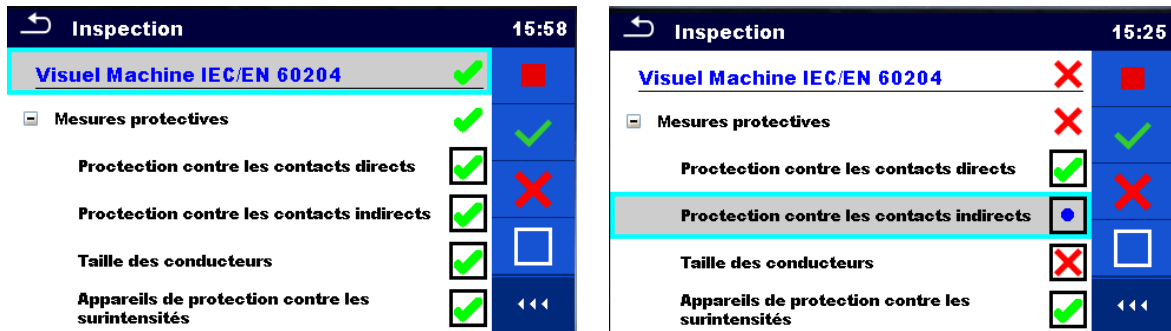 Inspection 15:58
Visuel Machine IEC/EN 60204
Mesures protectives
Proctection contre les contacts directs
Proctection contre les contacts indirects
Taille des conducteurs
Appareils de protection contre les
surintensités
Inspection 15:25
Visuel Machine IEC/EN 60204
Mesures protectives
Proctection contre les contacts directs
Proctection contre les contacts indirects
Taille des conducteurs
Appareils de protection contre les
surintensités